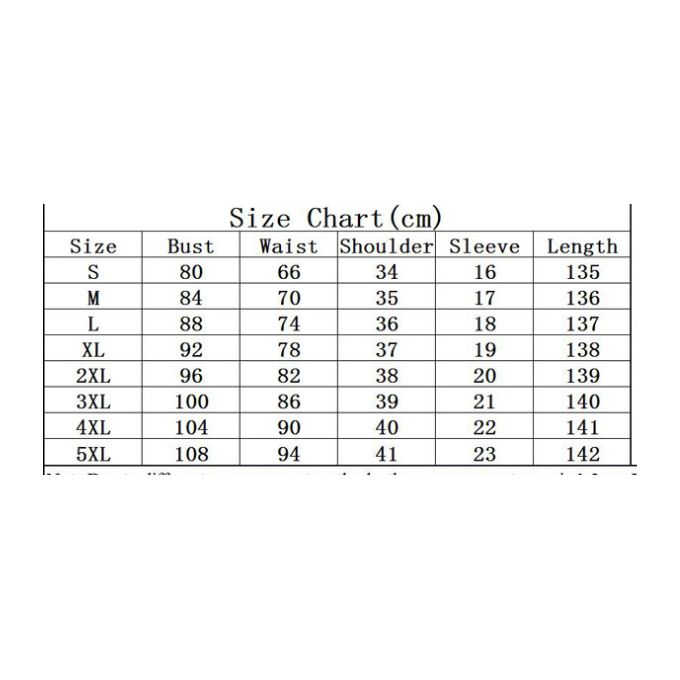 Size Chart(cm)
Size Bust Waist Shoulder Sleeve Length
S 80 66 34 16 135
M 84 70 35 17 136
L 88 74 36 18 137
XL 92 78 37 19 138
2XL 96 82 38 20 139
3XL 100 86 39 21 140
4XL 104 90 40 22 141
5XL 108 94 41 23 142